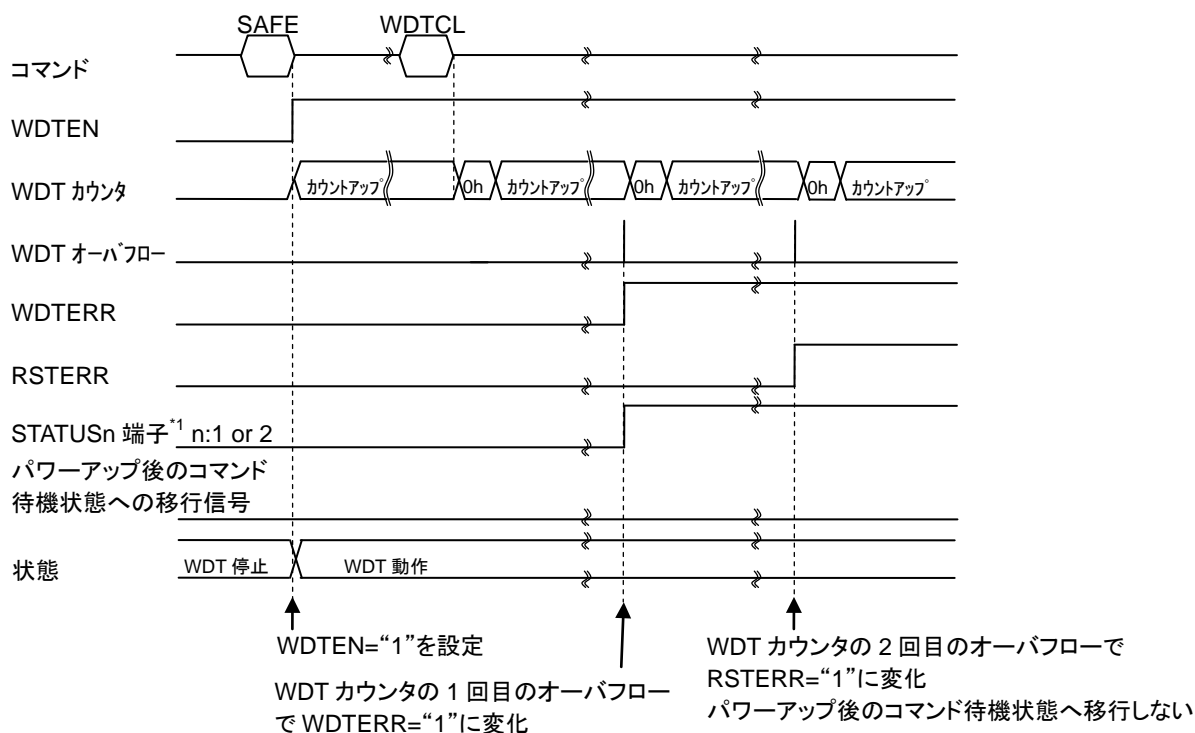 SAFE WDTCL
コマンド
WDTEN
WDT カウンタ カウントアップ 0h カウントアップ 0h カウントアップ 0h カウントアップ
WDT オーバフロー
WDTERR
RSTERR
STATUSn 端子*1 n:1 or 2
パワーアップ後のコマンド
待機状態への移行信号
状態 WDT 停止 WDT 動作
WDTEN=“1”を設定
WDT カウンタの 1 回目のオーバフロー
で WDTERR=“1”に変化
WDT カウンタの 2 回目のオーバフローで
RSTERR=“1”に変化
パワーアップ後のコマンド待機状態へ移行しない